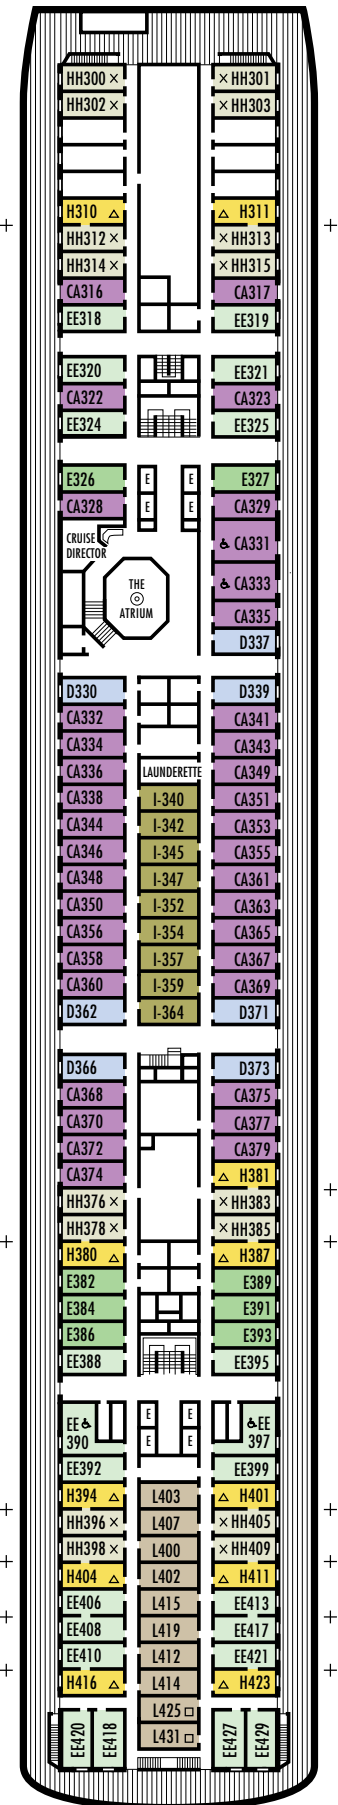 HH300 × × HH301
HH302 × × HH303
H310 △ △ H311
HH312 × × HH313
HH314 × × HH315
CA316 CA317
EE318 EE319
EE320 EE321
CA322 CA323
EE324 EE325
E326 E E E327
CA328 E E CA329
CRUISE
DIRECTOR
♿ CA331
THE
ATRIUM
♿ CA333
CA335
D337
D330 D339
CA332 CA341
CA334 CA343
CA336 LAUNDERETTE CA349
CA338 I-340 CA351
CA344 I-342 CA353
CA346 I-345 CA355
CA348 I-347 CA361
CA350 I-352 CA363
CA356 I-354 CA365
CA358 I-357 CA367
CA360 I-359 CA369
D362 I-364 D371
D366 D373
CA368 CA375
CA370 CA377
CA372 CA379
CA374 △ H381
HH376 × × HH383
HH378 × × HH385
H380 △ △ H387
E382 E389
E384 E391
E386 E393
EE388 EE395
EE ♿ E E ♿ EE
390 E E 397
EE392 EE399
H394 △ L403 △ H401
HH396 × L407 × HH405
HH398 × L400 × HH409
H404 △ L402 △ H411
EE406 L415 EE413
EE408 L419 EE417
EE410 L412 EE421
H416 △ L414 △ H423
L425 □
L431 □
EE420 EE418 EE427 EE429